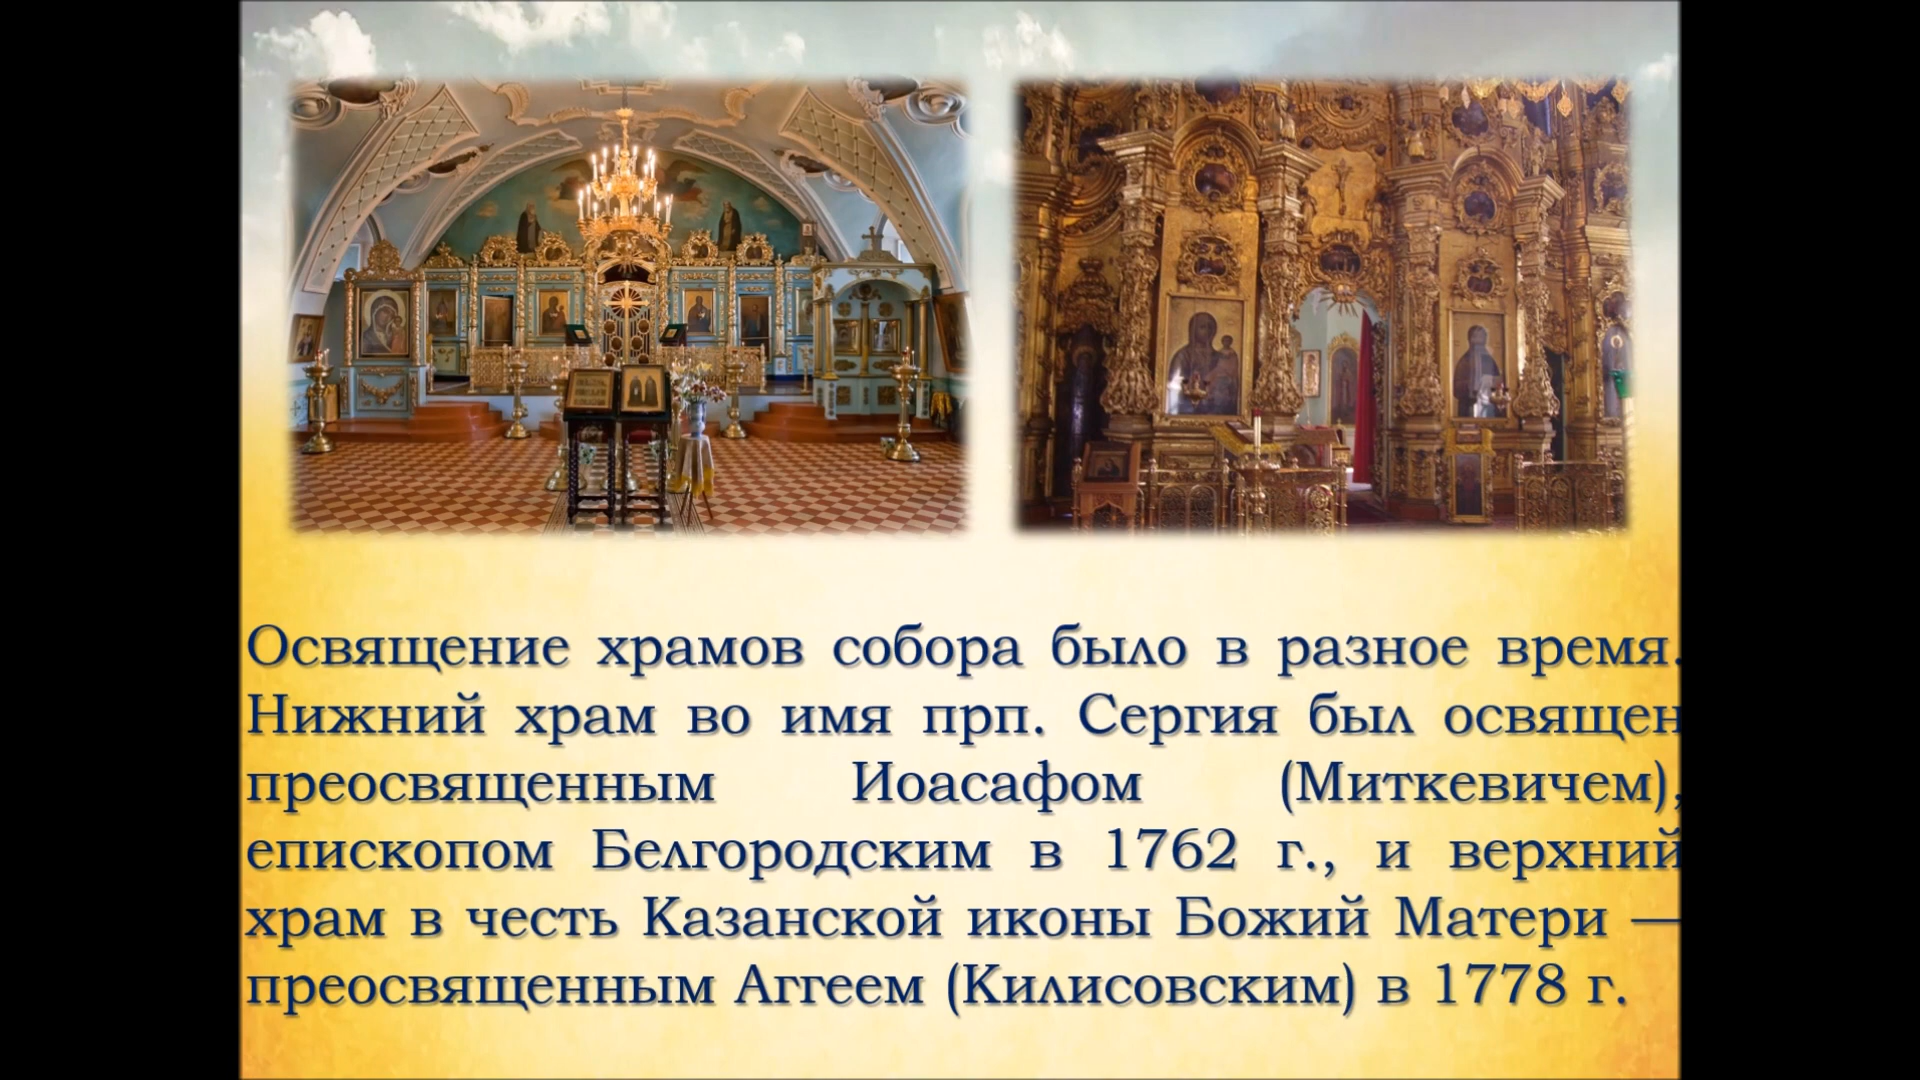 Освящение храмов собора было в разное время.
Нижний храм во имя прп. Сергия был освящен
преосвященным Иоасафом (Миткевичем),
епископом Белгородским в 1762 г., и верхний
храм в честь Казанской иконы Божий Матери —
преосвященным Аггеем (Килисовским) в 1778 г.